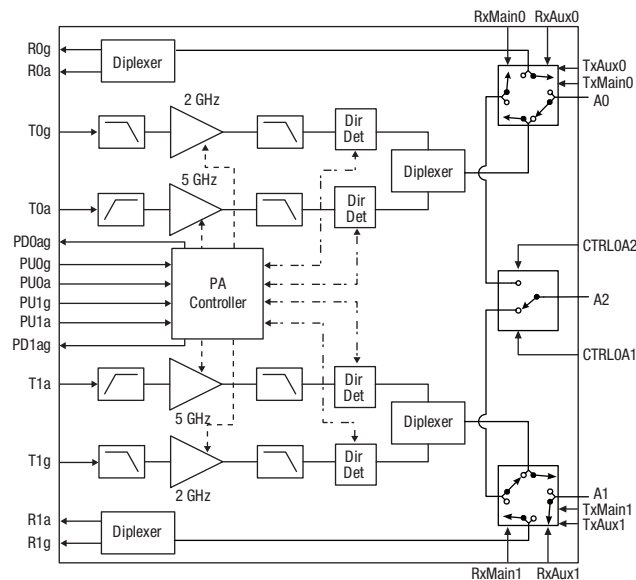 RxMain0 RxAux0
R0g
Diplexer
R0a
TxAux0
TxMain0
A0
2 GHz
T0g
Dir
Det
Diplexer
5 GHz
T0a
Dir
Det
PD0ag
PU0g
PU0a
PU1g
PU1a
PD1ag
PA
Controller
CTRL0A2
A2
CTRL0A1
T1a
5 GHz
Dir
Det
Diplexer
T1g
2 GHz
Dir
Det
A1
TxMain1
TxAux1
R1a
Diplexer
R1g
RxMain1 RxAux1